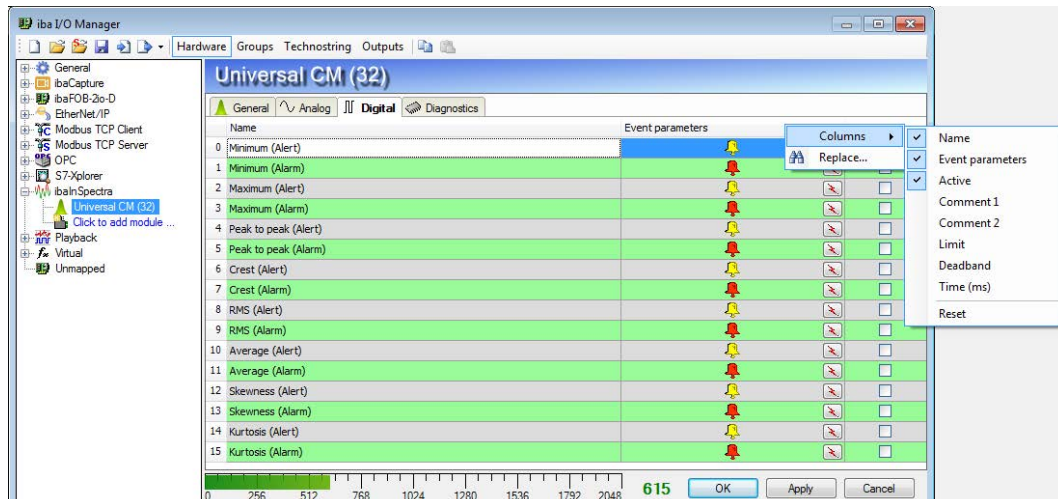 iba I/O Manager
Hardware Groups Technostring Outputs
General
ibaCapture
ibaFOB-2io-D
EtherNet/IP
Modbus TCP Client
Modbus TCP Server
OPC
S7-Xplorer
ibaInSpectra
Universal CM (32)
Click to add module ...
Playback
Virtual
Unmapped
Universal CM (32)
General Analog Digital Diagnostics
Name Event parameters
0 Minimum (Alert)
1 Minimum (Alarm)
2 Maximum (Alert)
3 Maximum (Alarm)
4 Peak to peak (Alert)
5 Peak to peak (Alarm)
6 Crest (Alert)
7 Crest (Alarm)
8 RMS (Alert)
9 RMS (Alarm)
10 Average (Alert)
11 Average (Alarm)
12 Skewness (Alert)
13 Skewness (Alarm)
14 Kurtosis (Alert)
15 Kurtosis (Alarm)
Columns
Replace...
Name
Event parameters
Active
Comment 1
Comment 2
Limit
Deadband
Time (ms)
Reset
0 256 512 768 1024 1280 1536 1792 2048
615 OK Apply Cancel